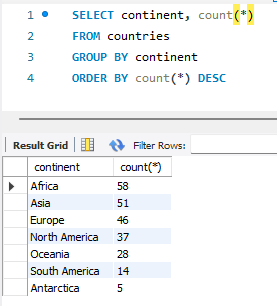 1 SELECT continent, count(*)
2 FROM countries
3 GROUP BY continent
4 ORDER BY count(*) DESC
Result Grid Filter Rows:
continent count(*)
Africa 58
Asia 51
Europe 46
North America 37
Oceania 28
South America 14
Antarctica 5